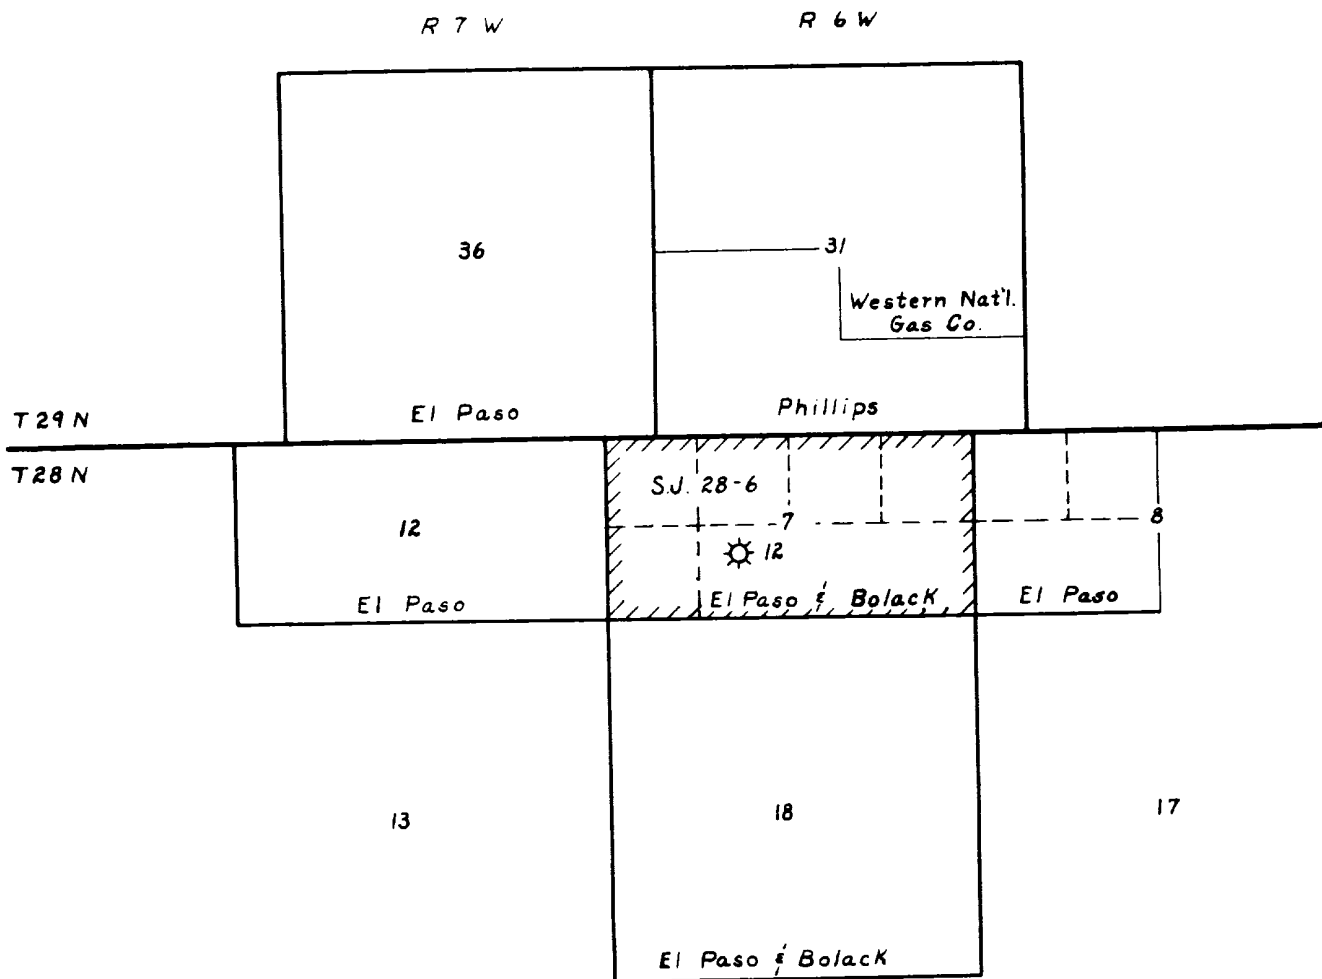 R 7 W
R 6 W
36
31
Western Nat'l.
Gas Co.
T 29 N
El Paso
Phillips
T 28 N
S.J. 28-6
12
7
8
12
El Paso
El Paso & Bolack
El Paso
13
18
17
El Paso & Bolack